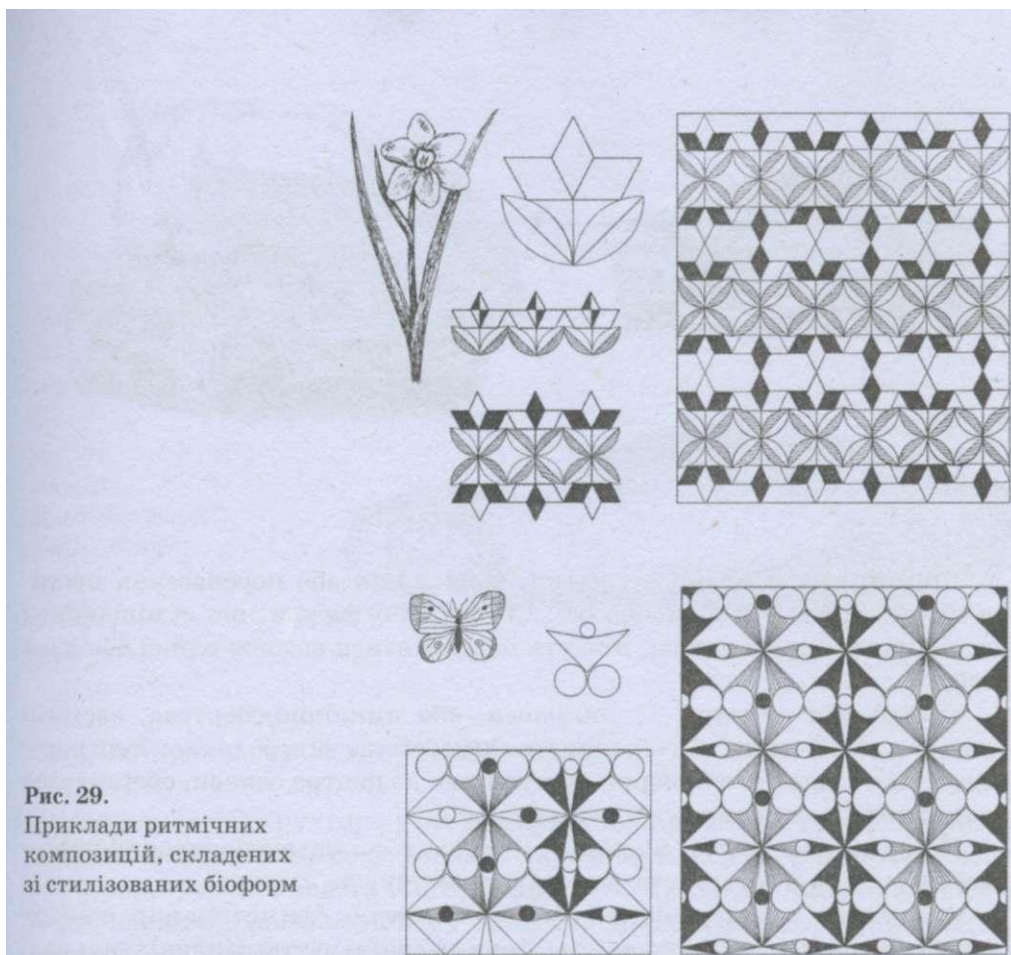 Рис. 29.
Приклади ритмічних
композицій, складених
зі стилізованих біоформ